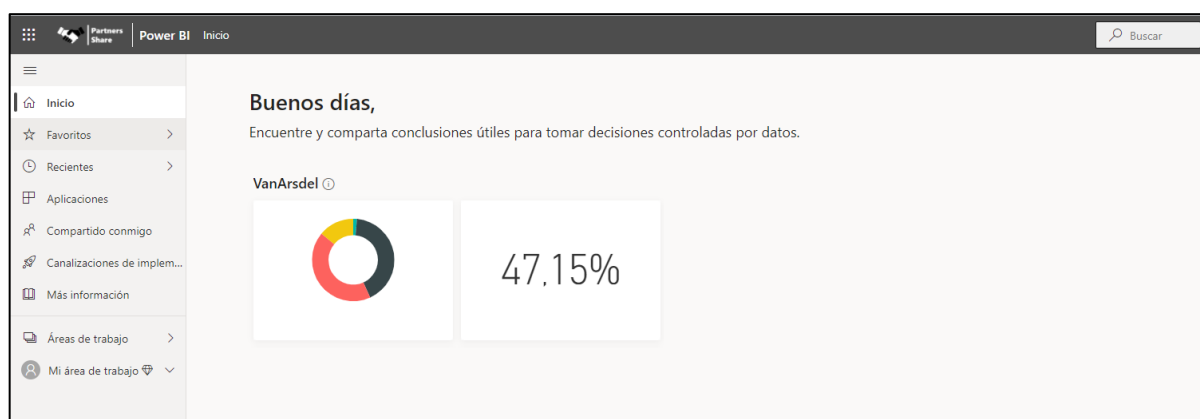 Partners
Share
Power BI Inicio
Buscar
Inicio
Favoritos
Recientes
Aplicaciones
Compartido conmigo
Canalizaciones de implem...
Más información
Áreas de trabajo
Mi área de trabajo
Buenos días,
Encuentre y comparta conclusiones útiles para tomar decisiones controladas por datos.
VanArsdel
47,15%